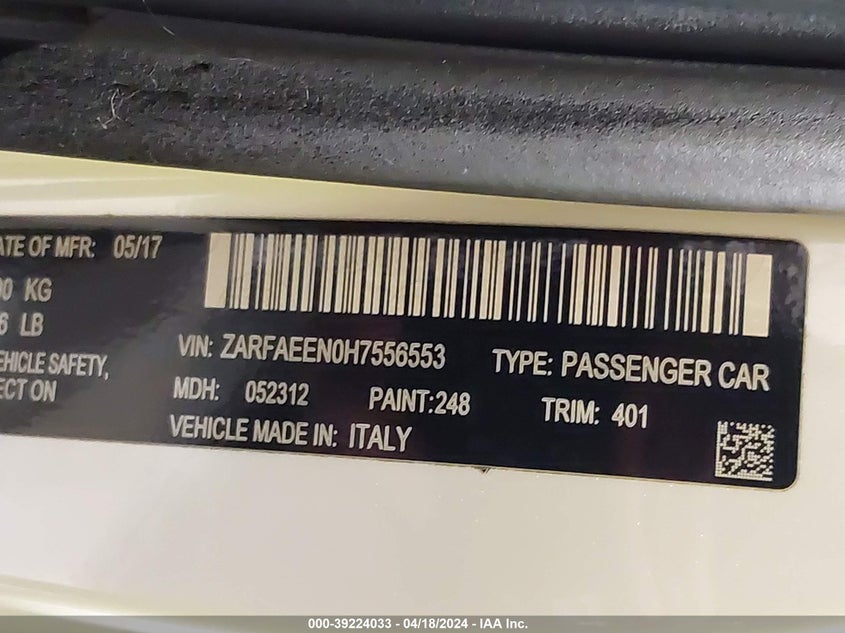 ATE OF MFR: 05/17
00 KG
6 LB
EHICLE SAFETY,
ECT ON
VIN: ZARFAEEN0H7556553 TYPE: PASSENGER CAR
MDH: 052312 PAINT:248 TRIM: 401
VEHICLE MADE IN: ITALY
000-39224033 - 04/18/2024 - IAA Inc.